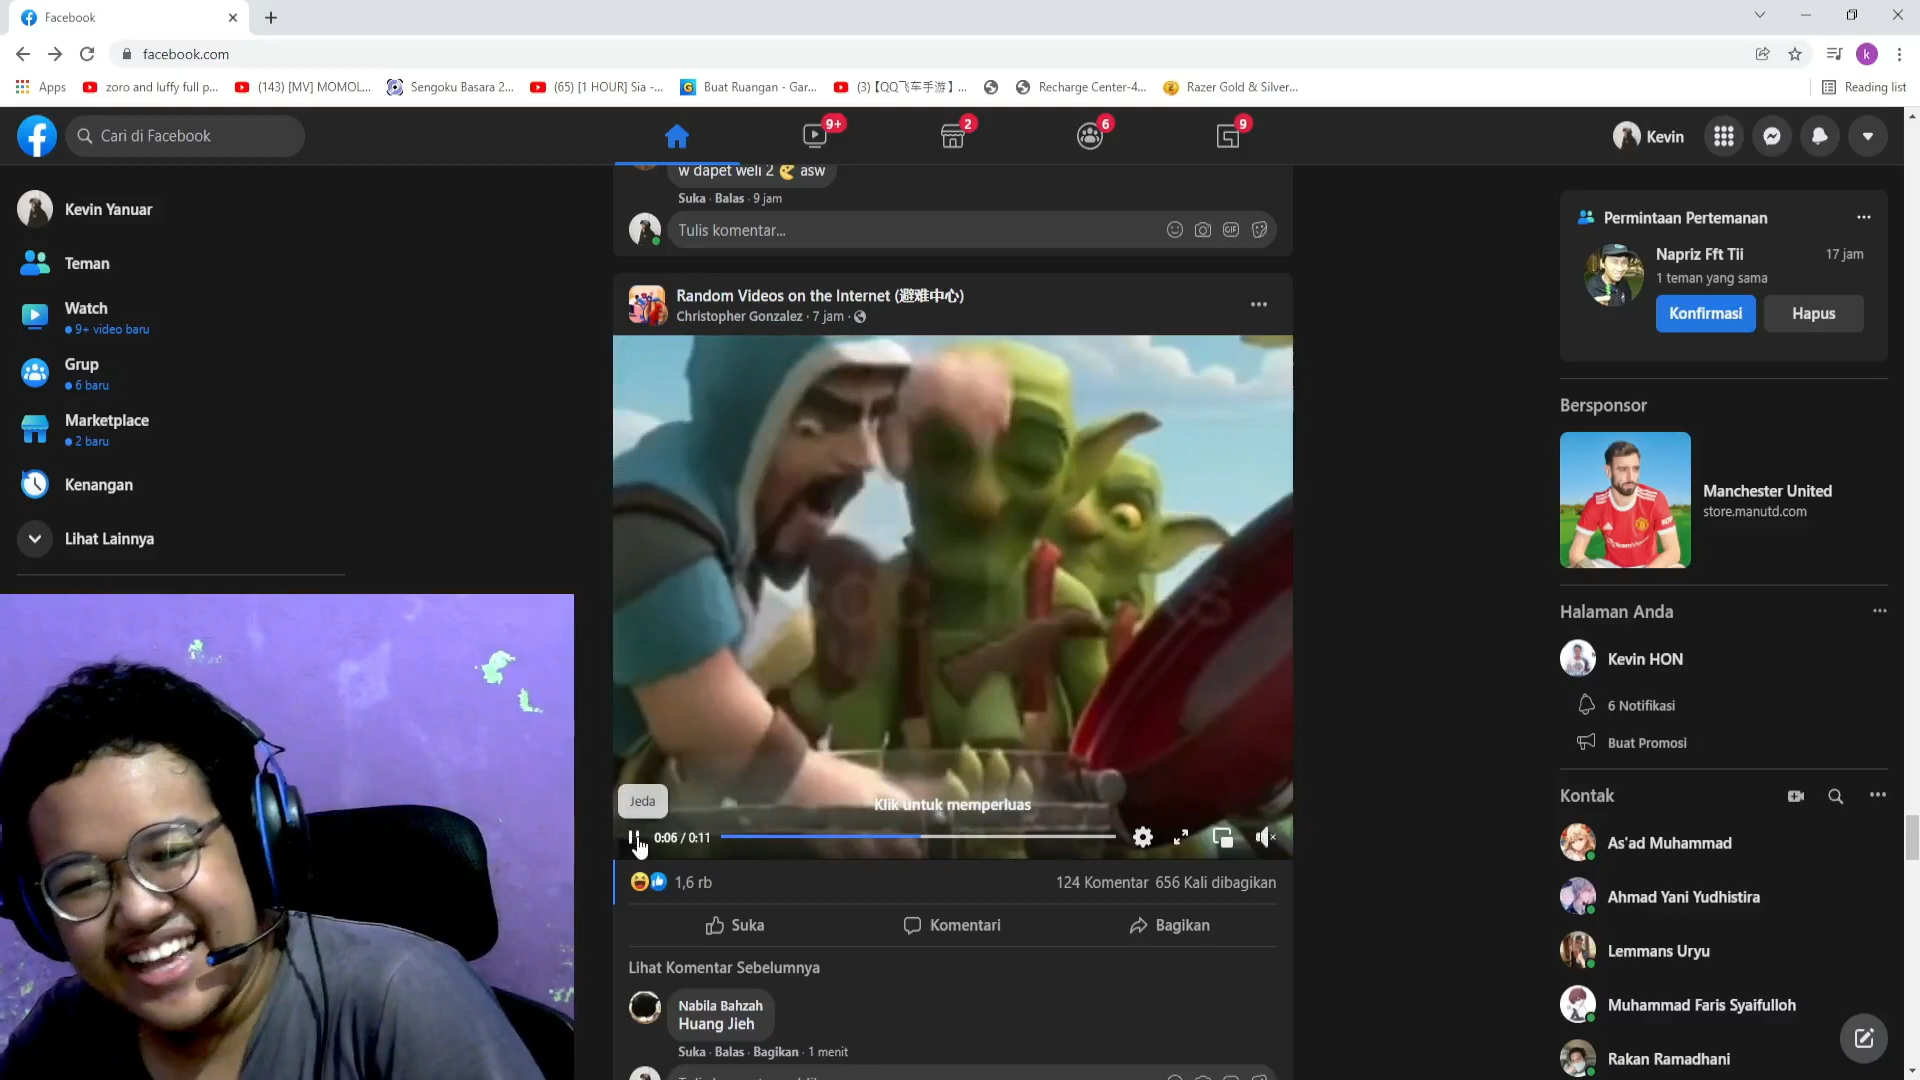 Facebook
facebook.com
Apps
zoro and luffy full p...
(143) [MV] MOMOL...
Sengoku Basara 2...
(65) [1 HOUR] Sia -...
Buat Ruangan - Gar...
(3)【QQ飞车手游】...
Recharge Center-4...
Razer Gold & Silver...
Reading list
Cari di Facebook
9+
2
6
9
Kevin
Kevin Yanuar
Teman
Watch
9+ video baru
Grup
6 baru
Marketplace
2 baru
Kenangan
Lihat Lainnya
w dapet weli 2 asw
Suka · Balas · 9 jam
Tulis komentar...
GIF
Random Videos on the Internet (避难中心)
Christopher Gonzalez · 7 jam ·
Klik untuk memperluas
Jeda
0:06 / 0:11
1,6 rb
124 Komentar 656 Kali dibagikan
Suka
Komentari
Bagikan
Lihat Komentar Sebelumnya
Nabila Bahzah
Huang Jieh
Suka · Balas · Bagikan · 1 menit
Permintaan Pertemanan
Napriz Fft Tii
17 jam
1 teman yang sama
Konfirmasi
Hapus
Bersponsor
Manchester United
store.manutd.com
Halaman Anda
Kevin HON
6 Notifikasi
Buat Promosi
Kontak
As'ad Muhammad
Ahmad Yani Yudhistira
Lemmans Uryu
Muhammad Faris Syaifulloh
Rakan Ramadhani